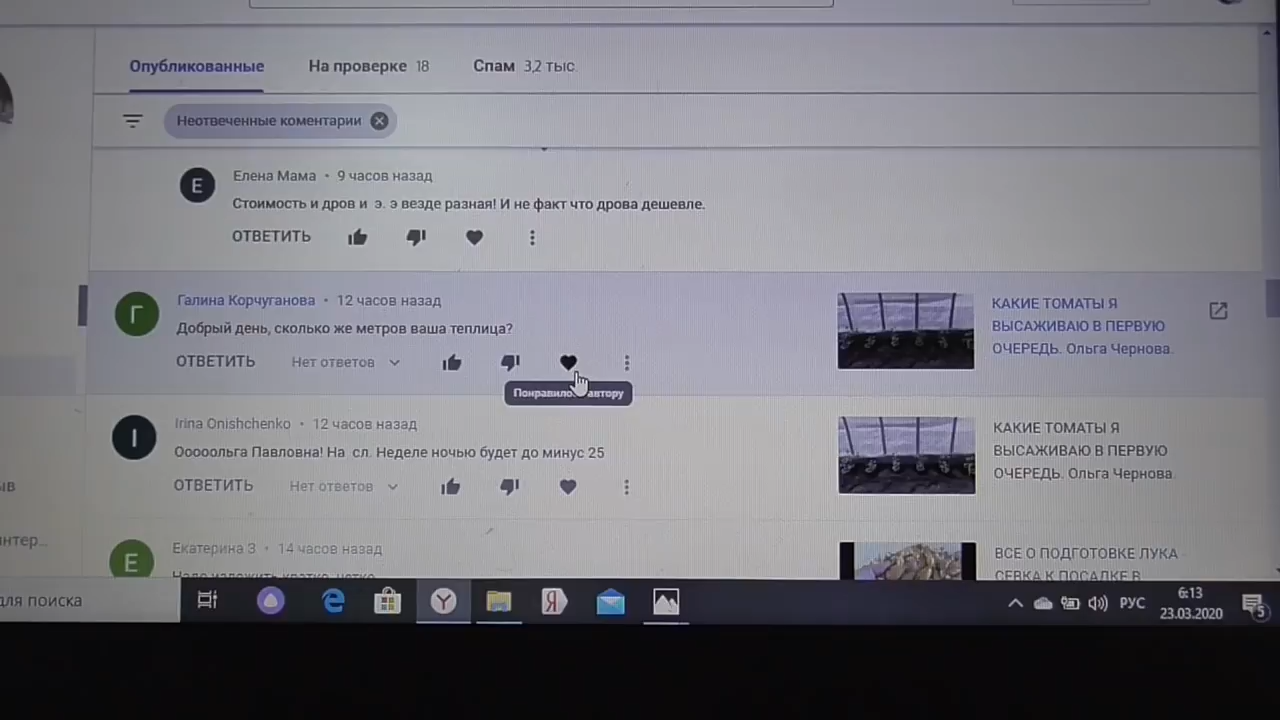 Опубликованные
На проверке 18
Спам 3,2 тыс.
Неотвеченные коментарии
Е
Елена Мама • 9 часов назад
Стоимость и дров и э. э везде разная! И не факт что дрова дешевле.
ОТВЕТИТЬ
Г
Галина Корчуганова • 12 часов назад
Добрый день, сколько же метров ваша теплица?
ОТВЕТИТЬ Нет ответов
КАКИЕ ТОМАТЫ Я
ВЫСАЖИВАЮ В ПЕРВУЮ
ОЧЕРЕДЬ. Ольга Чернова.
автору
I
Irina Onishchenko • 12 часов назад
Ооооольга Павловна! На сл. Неделе ночью будет до минус 25
ОТВЕТИТЬ Нет ответов
КАКИЕ ТОМАТЫ Я
ВЫСАЖИВАЮ В ПЕРВУЮ
ОЧЕРЕДЬ. Ольга Чернова
Е
Екатерина З • 14 часов назад
ВСЕ О ПОДГОТОВКЕ ЛУКА
СЕВКА К ПОСАДКЕ В
интер...
для поиска
РУС
6:13
23.03.2020
5